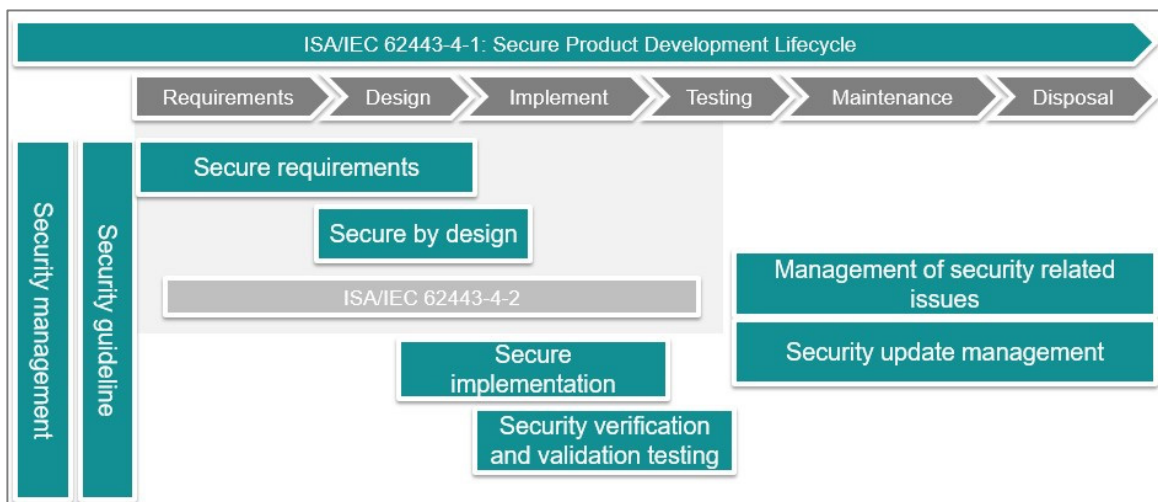 ISA/IEC 62443-4-1: Secure Product Development Lifecycle
Requirements
Design
Implement
Testing
Maintenance
Disposal
Security management
Security guideline
Secure requirements
Secure by design
ISA/IEC 62443-4-2
Management of security related
issues
Security update management
Secure
implementation
Security verification
and validation testing